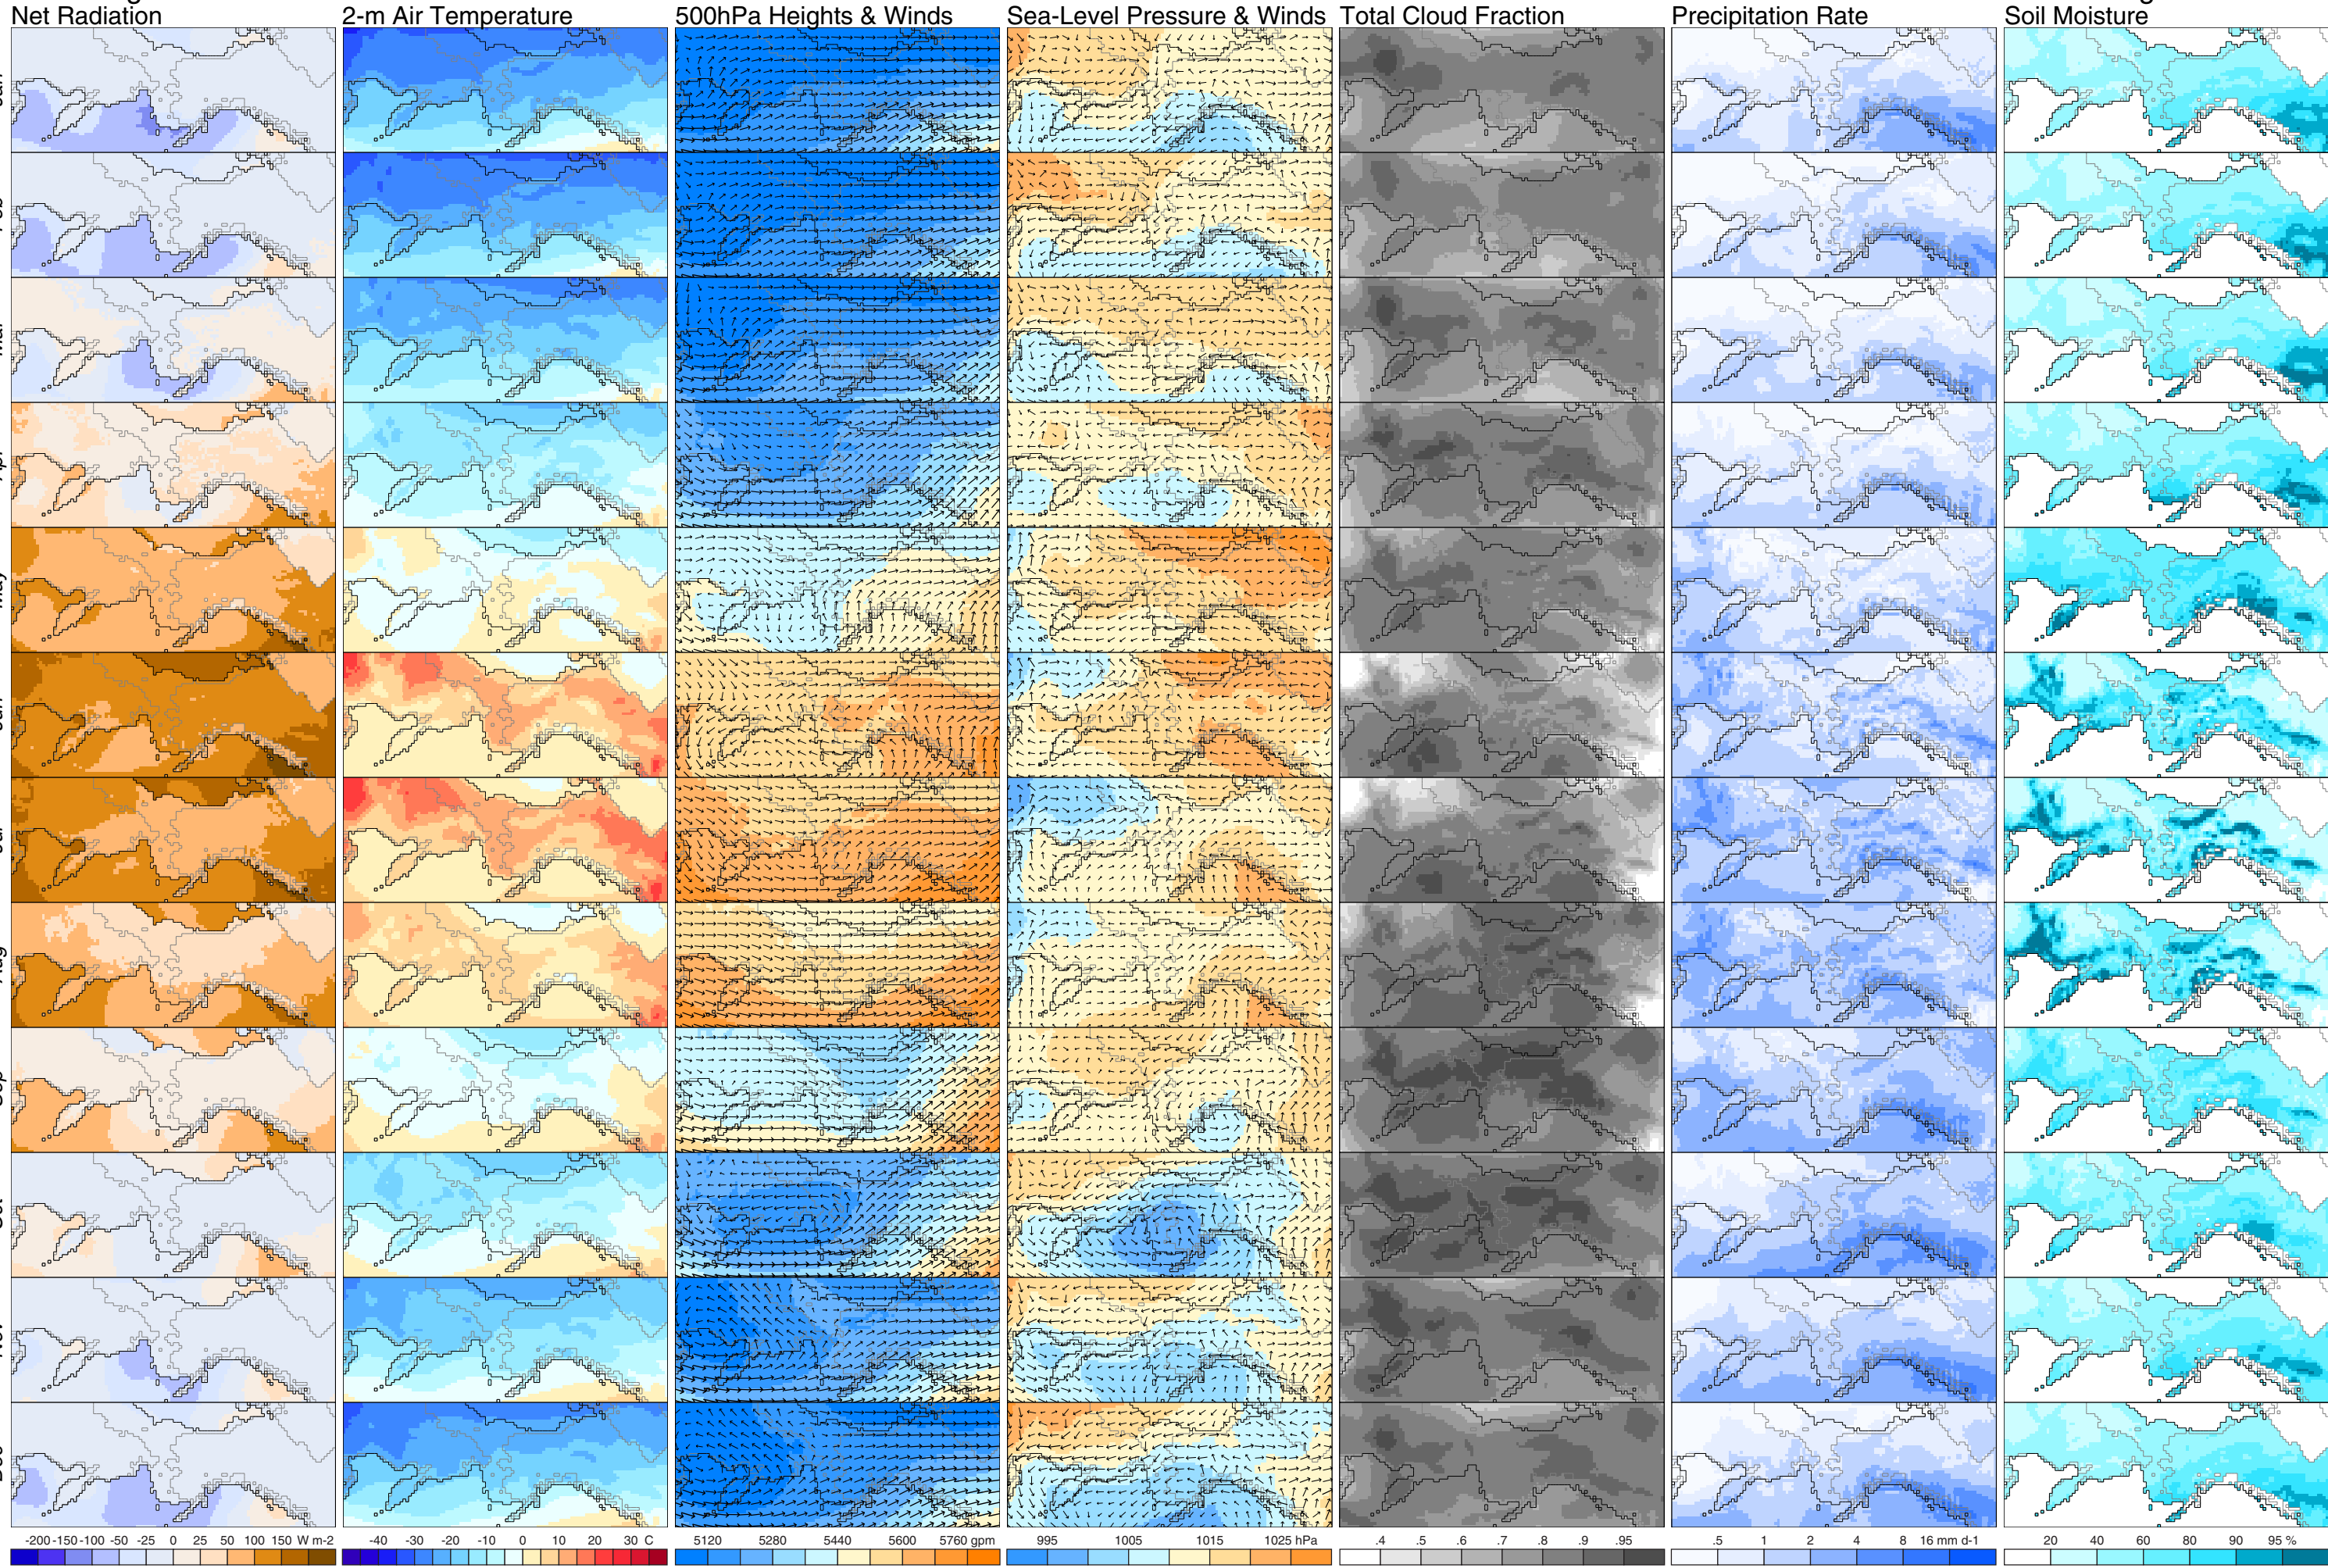 Net Radiation
2-m Air Temperature
500hPa Heights & Winds
Sea-Level Pressure & Winds
Total Cloud Fraction
Precipitation Rate
Soil Moisture
-200 -150 -100 -50 -25 0 25 50 100 150 W m-2
-40 -30 -20 -10 0 10 20 30 C
5120 5280 5440 5600 5760 gpm
995 1005 1015 1025 hPa
.4 .5 .6 .7 .8 .9 .95
.5 1 2 4 8 16 mm d-1
20 40 60 80 90 95 %